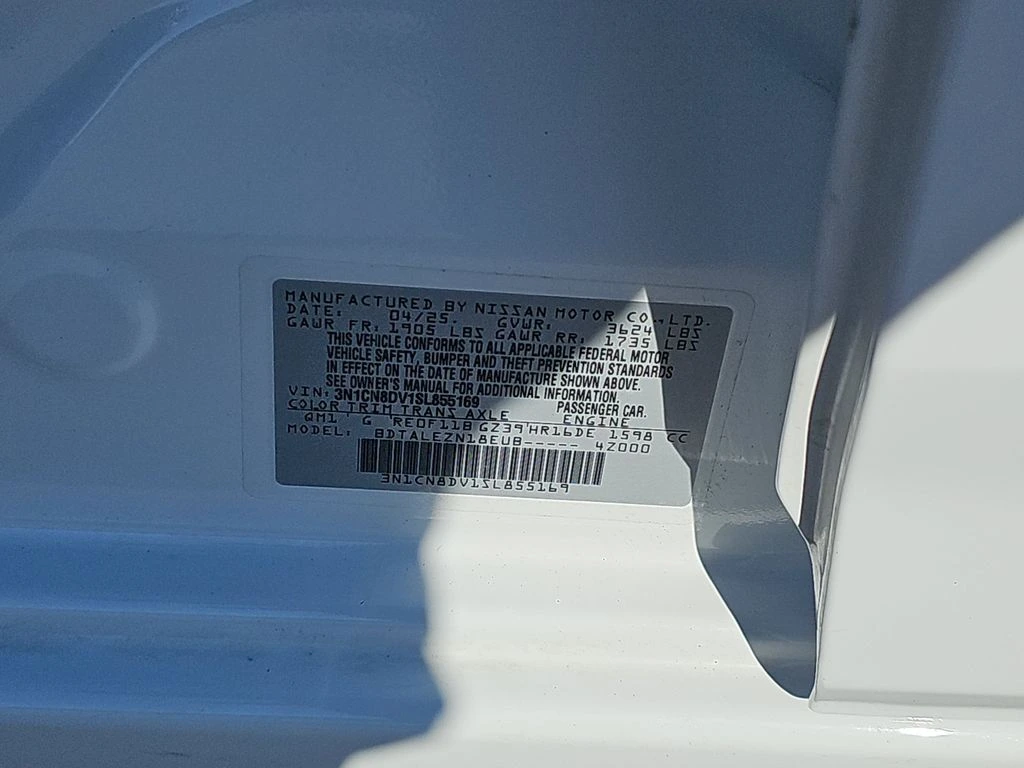 MANUFACTURED BY NISSAN MOTOR CO.,LTD.
DATE: 04/25 GVWR: 3624 LBS
GAWR FR: 1905 LBS GAWR RR: 1735 LBS
THIS VEHICLE CONFORMS TO ALL APPLICABLE FEDERAL MOTOR
VEHICLE SAFETY, BUMPER AND THEFT PREVENTION STANDARDS
IN EFFECT ON THE DATE OF MANUFACTURE SHOWN ABOVE.
SEE OWNER'S MANUAL FOR ADDITIONAL INFORMATION.
VIN: 3N1CN8DV1SL855169 PASSENGER CAR.
COLOR TRIM TRANS AXLE ENGINE
QM1 G RE0F11B GZ39 HR16DE 1598 CC
MODEL: BDTALEZN18EUB----- 42000
3N1CN8DV1SL855169